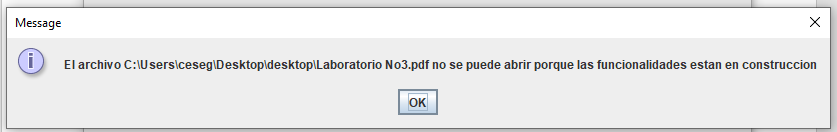 Message
El archivo C:\Users\ceseg\Desktop\desktop\Laboratorio No3.pdf no se puede abrir porque las funcionalidades estan en construccion
OK